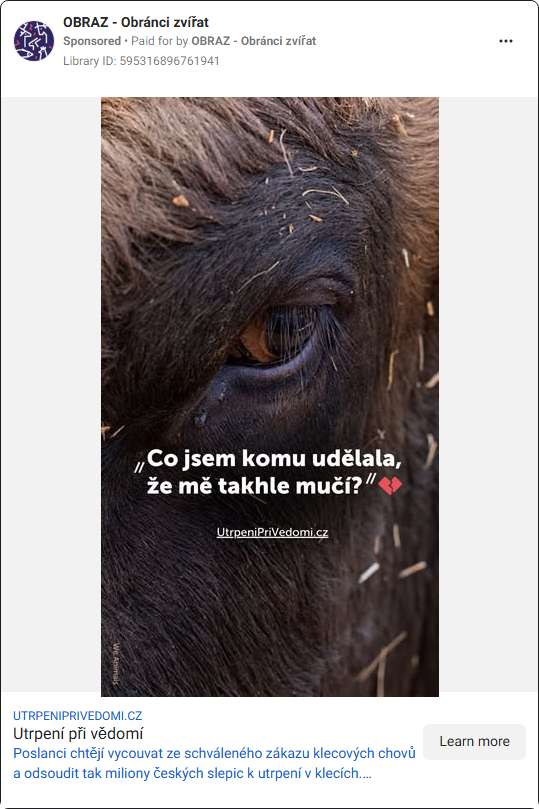 OBRAZ - Obránci zvířat
Sponsored • Paid for by OBRAZ - Obránci zvířat
Library ID: 595316896761941
"Co jsem komu udělala,
že mě takhle mučí?"
UtrpeniPriVedomi.cz
We Animals
UTRPENIPRIVEDOMI.CZ
Utrpení při vědomí
Poslanci chtějí vycouvat ze schváleného zákazu klecových chovů
a odsoudit tak miliony českých slepic k utrpení v klecích....
Learn more